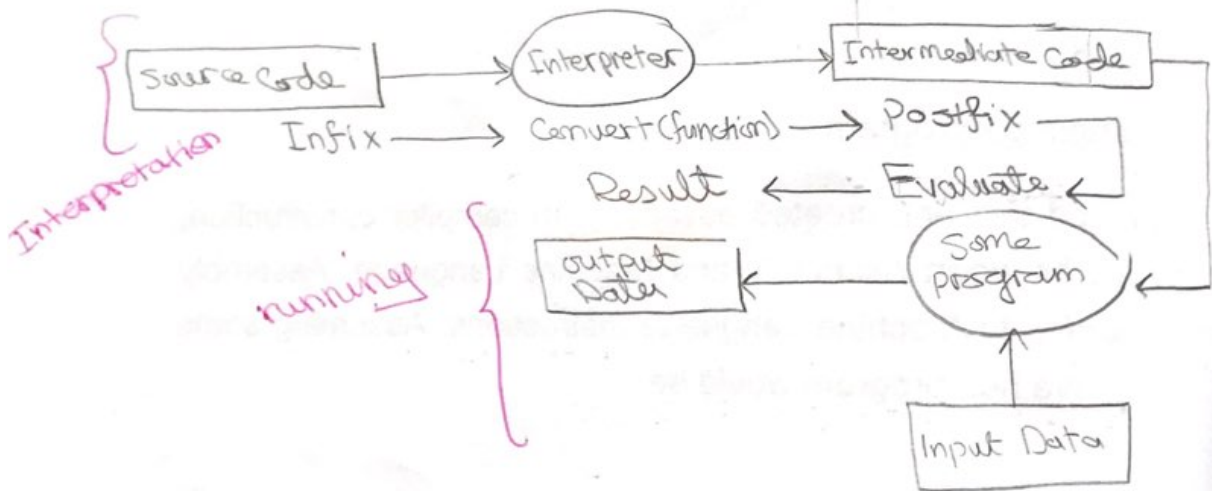 Source Code
Interpreter
Intermediate Code
Infix
Convert (function)
Postfix
Interpretation
Result
Evaluate
running
output
Data
Some
program
Input Data